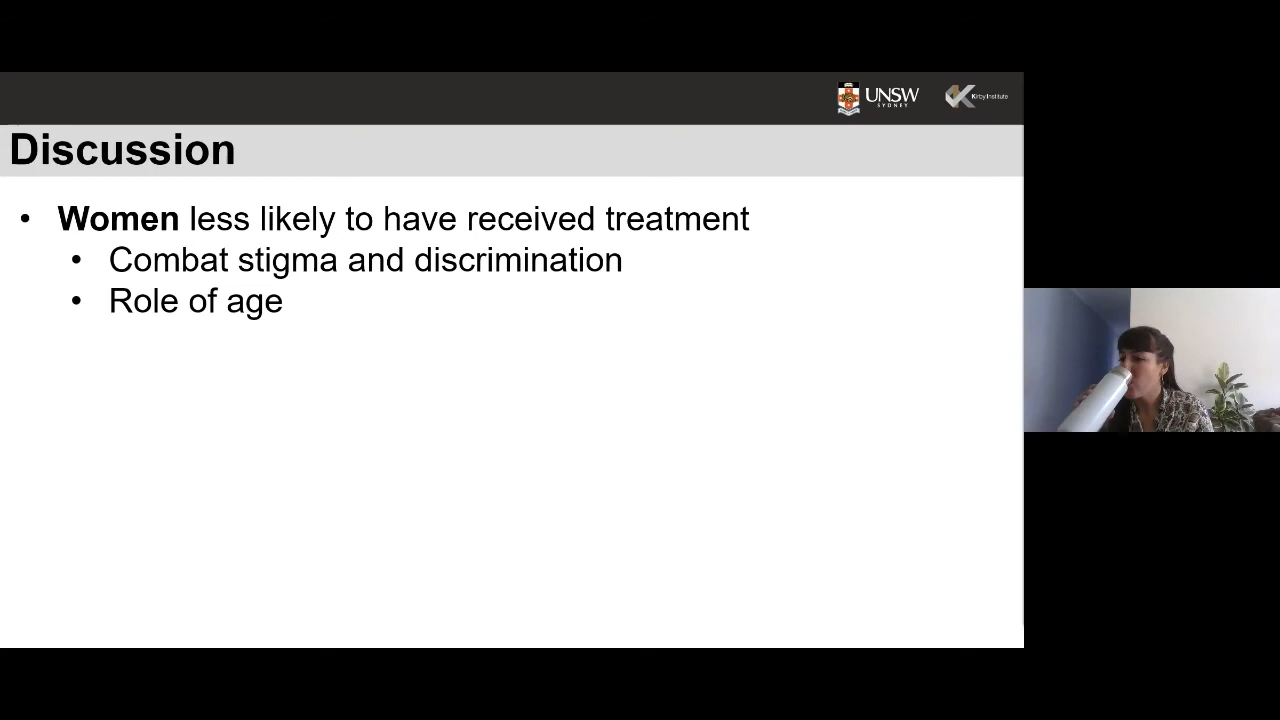 UNSW
SYDNEY
Kirby Institute
Discussion
• Women less likely to have received treatment
• Combat stigma and discrimination
• Role of age